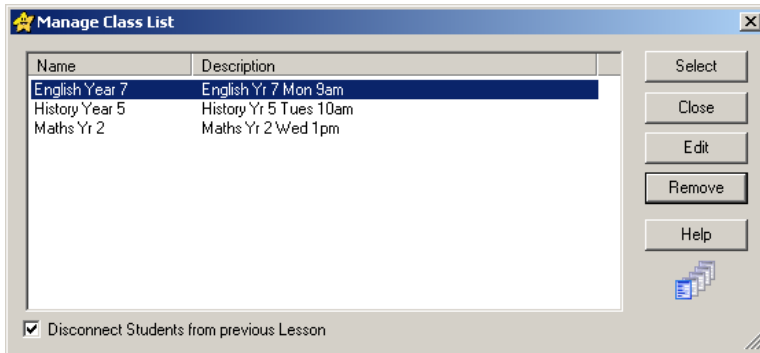 Manage Class List
Name Description
English Year 7 English Yr 7 Mon 9am
History Year 5 History Yr 5 Tues 10am
Maths Yr 2 Maths Yr 2 Wed 1pm
Select
Close
Edit
Remove
Help
Disconnect Students from previous Lesson